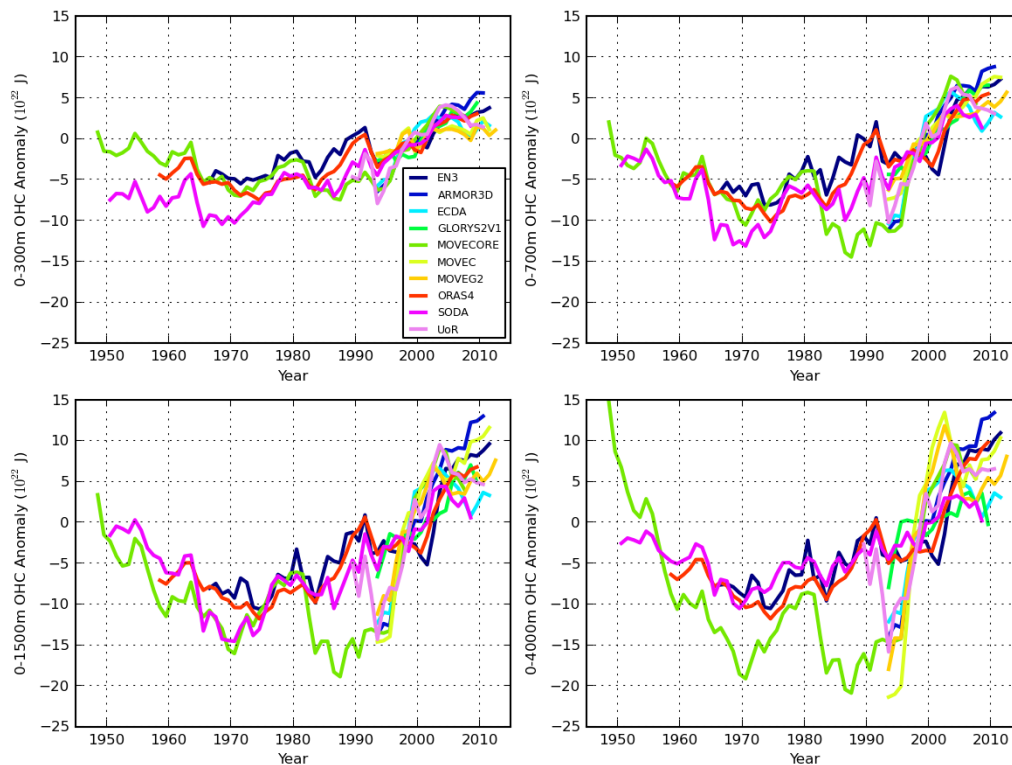 15
10
5
0
−5
−10
−15
−20
−25
0-300m OHC Anomaly (10²² J)
1950 1960 1970 1980 1990 2000 2010
Year
EN3
ARMOR3D
ECDA
GLORYS2V1
MOVECORE
MOVEC
MOVEG2
ORAS4
SODA
UoR
15
10
5
0
−5
−10
−15
−20
−25
0-700m OHC Anomaly (10²² J)
1950 1960 1970 1980 1990 2000 2010
Year
15
10
5
0
−5
−10
−15
−20
−25
0-1500m OHC Anomaly (10²² J)
1950 1960 1970 1980 1990 2000 2010
Year
15
10
5
0
−5
−10
−15
−20
−25
0-4000m OHC Anomaly (10²² J)
1950 1960 1970 1980 1990 2000 2010
Year